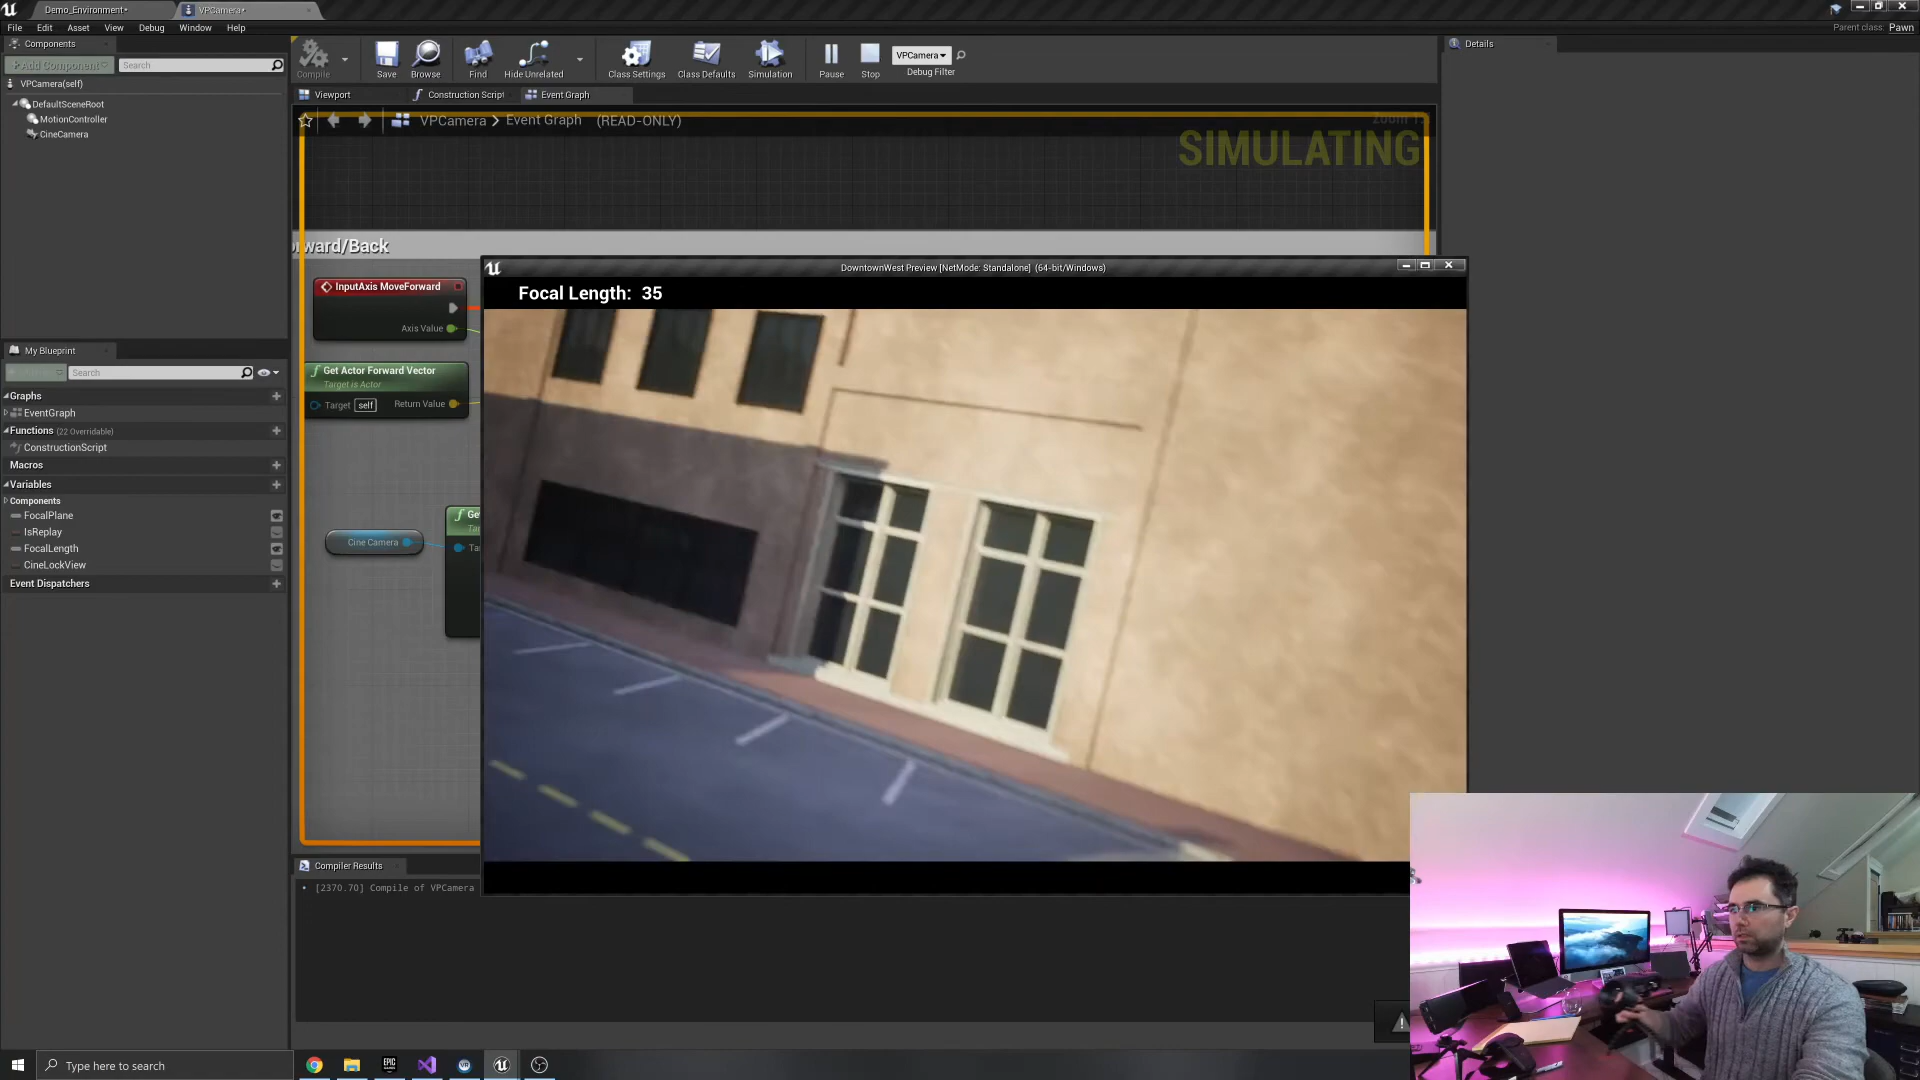 Demo_Environment*
VPCamera*
File Edit Asset View Debug Window Help
Parent class: Pawn
Components
+Add Component
Search
VPCamera(self)
DefaultSceneRoot
MotionController
CineCamera
Compile
Save
Browse
Find
Hide Unrelated
Class Settings
Class Defaults
Simulation
Pause
Stop
VPCamera
Debug Filter
Details
Viewport
Construction Script
Event Graph
VPCamera > Event Graph (READ-ONLY)
SIMULATING
rward/Back
InputAxis MoveForward
Axis Value
Get Actor Forward Vector
Target is Actor
Target self Return Value
Cine Camera
DowntownWest Preview [NetMode: Standalone] (64-bit/Windows)
Focal Length: 35
My Blueprint
Search
Graphs
EventGraph
Functions (22 Overridable)
ConstructionScript
Macros
Variables
Components
FocalPlane
IsReplay
FocalLength
CineLockView
Event Dispatchers
Compiler Results
[2370.70] Compile of VPCamera
Type here to search
EPIC